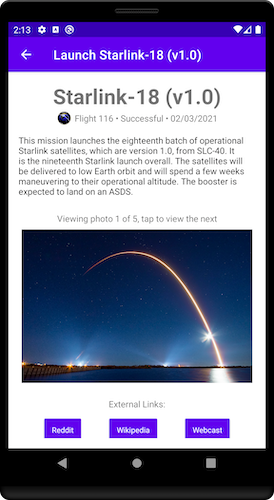 2:13
Launch Starlink-18 (v1.0)
Starlink-18 (v1.0)
Flight 116 • Successful • 02/03/2021
This mission launches the eighteenth batch of operational
Starlink satellites, which are version 1.0, from SLC-40. It
is the nineteenth Starlink launch overall. The satellites will
be delivered to low Earth orbit and will spend a few weeks
maneuvering to their operational altitude. The booster is
expected to land on an ASDS.
Viewing photo 1 of 5, tap to view the next
External Links:
Reddit
Wikipedia
Webcast